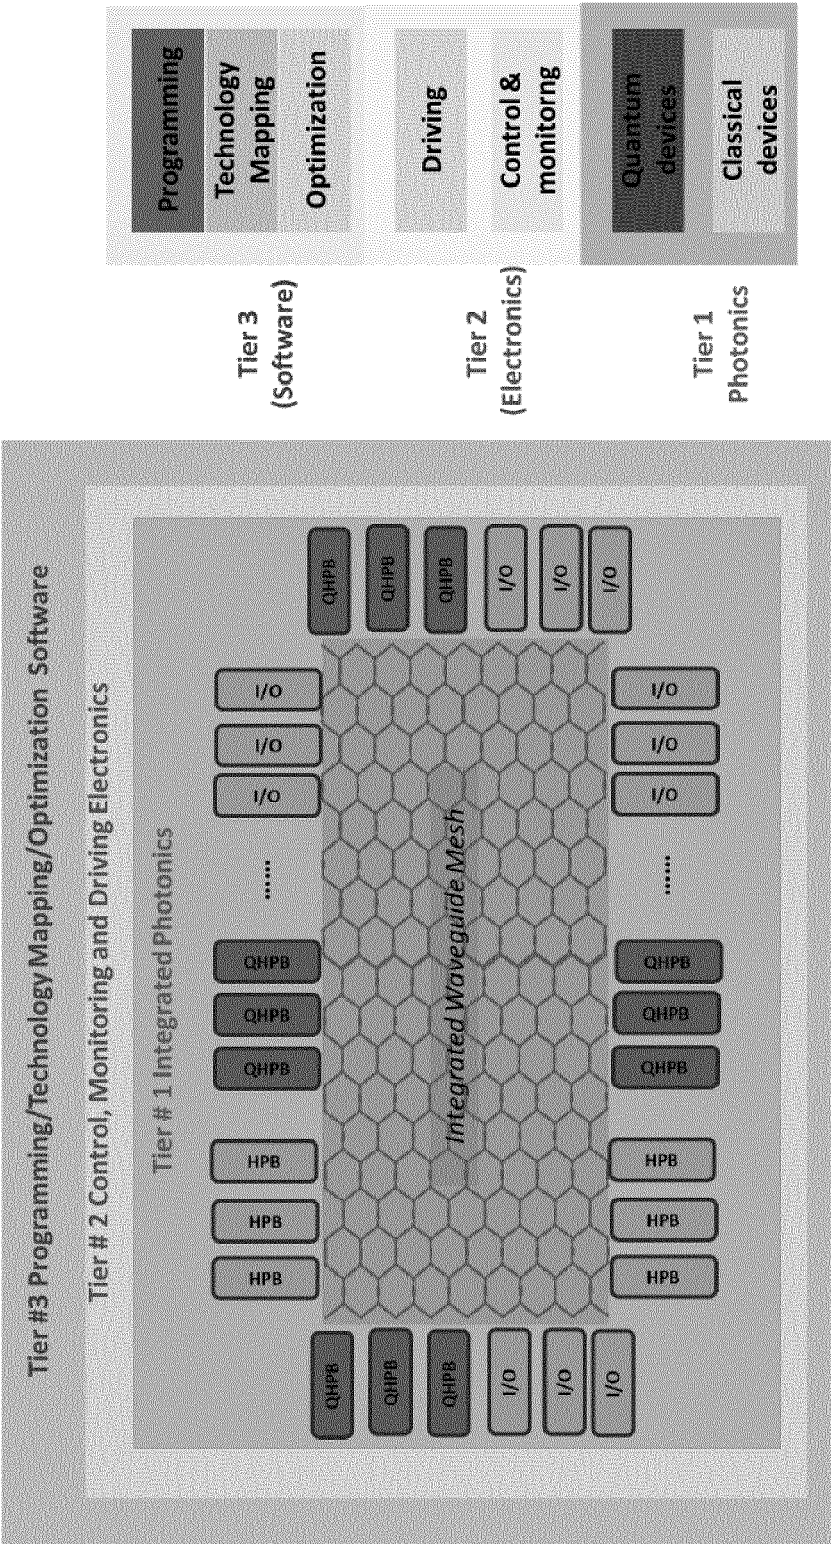 Tier #3 Programming/Technology Mapping/Optimization Software
Tier # 2 Control, Monitoring and Driving Electronics
Tier # 1 Integrated Photonics
HPB
HPB
HPB
QHPB
QHPB
QHPB
......
I/O
I/O
I/O
QHPB
QHPB
QHPB
I/O
I/O
I/O
Integrated Waveguide Mesh
QHPB
QHPB
QHPB
I/O
I/O
I/O
HPB
HPB
HPB
QHPB
QHPB
QHPB
......
I/O
I/O
I/O
Tier 3
(Software)
Programming
Technology
Mapping
Optimization
Tier 2
(Electronics)
Driving
Control &
monitorng
Tier 1
Photonics
Quantum
devices
Classical
devices